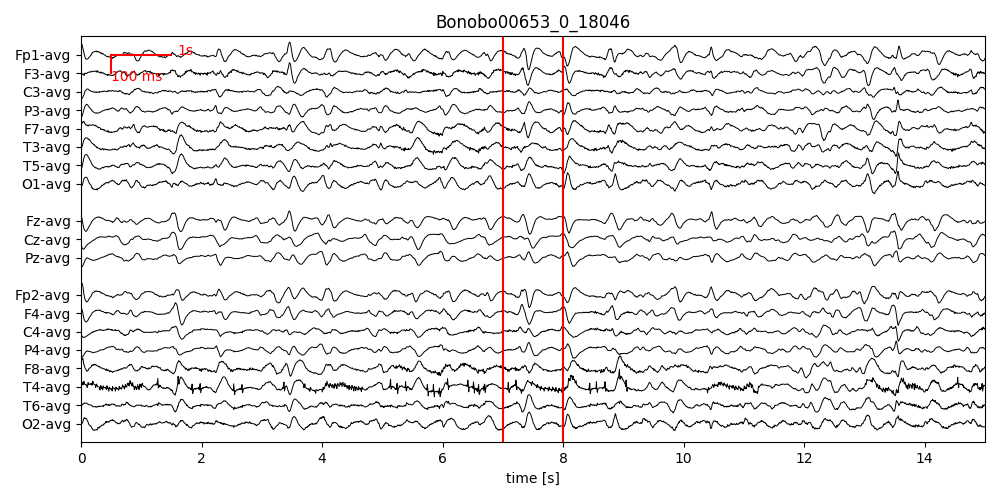 Bonobo00653_0_18046
Fp1-avg
1s
F3-avg
100 ms
C3-avg
P3-avg
F7-avg
T3-avg
T5-avg
O1-avg
Fz-avg
Cz-avg
Pz-avg
Fp2-avg
F4-avg
C4-avg
P4-avg
F8-avg
T4-avg
T6-avg
O2-avg
0 2 4 6 8 10 12 14
time [s]